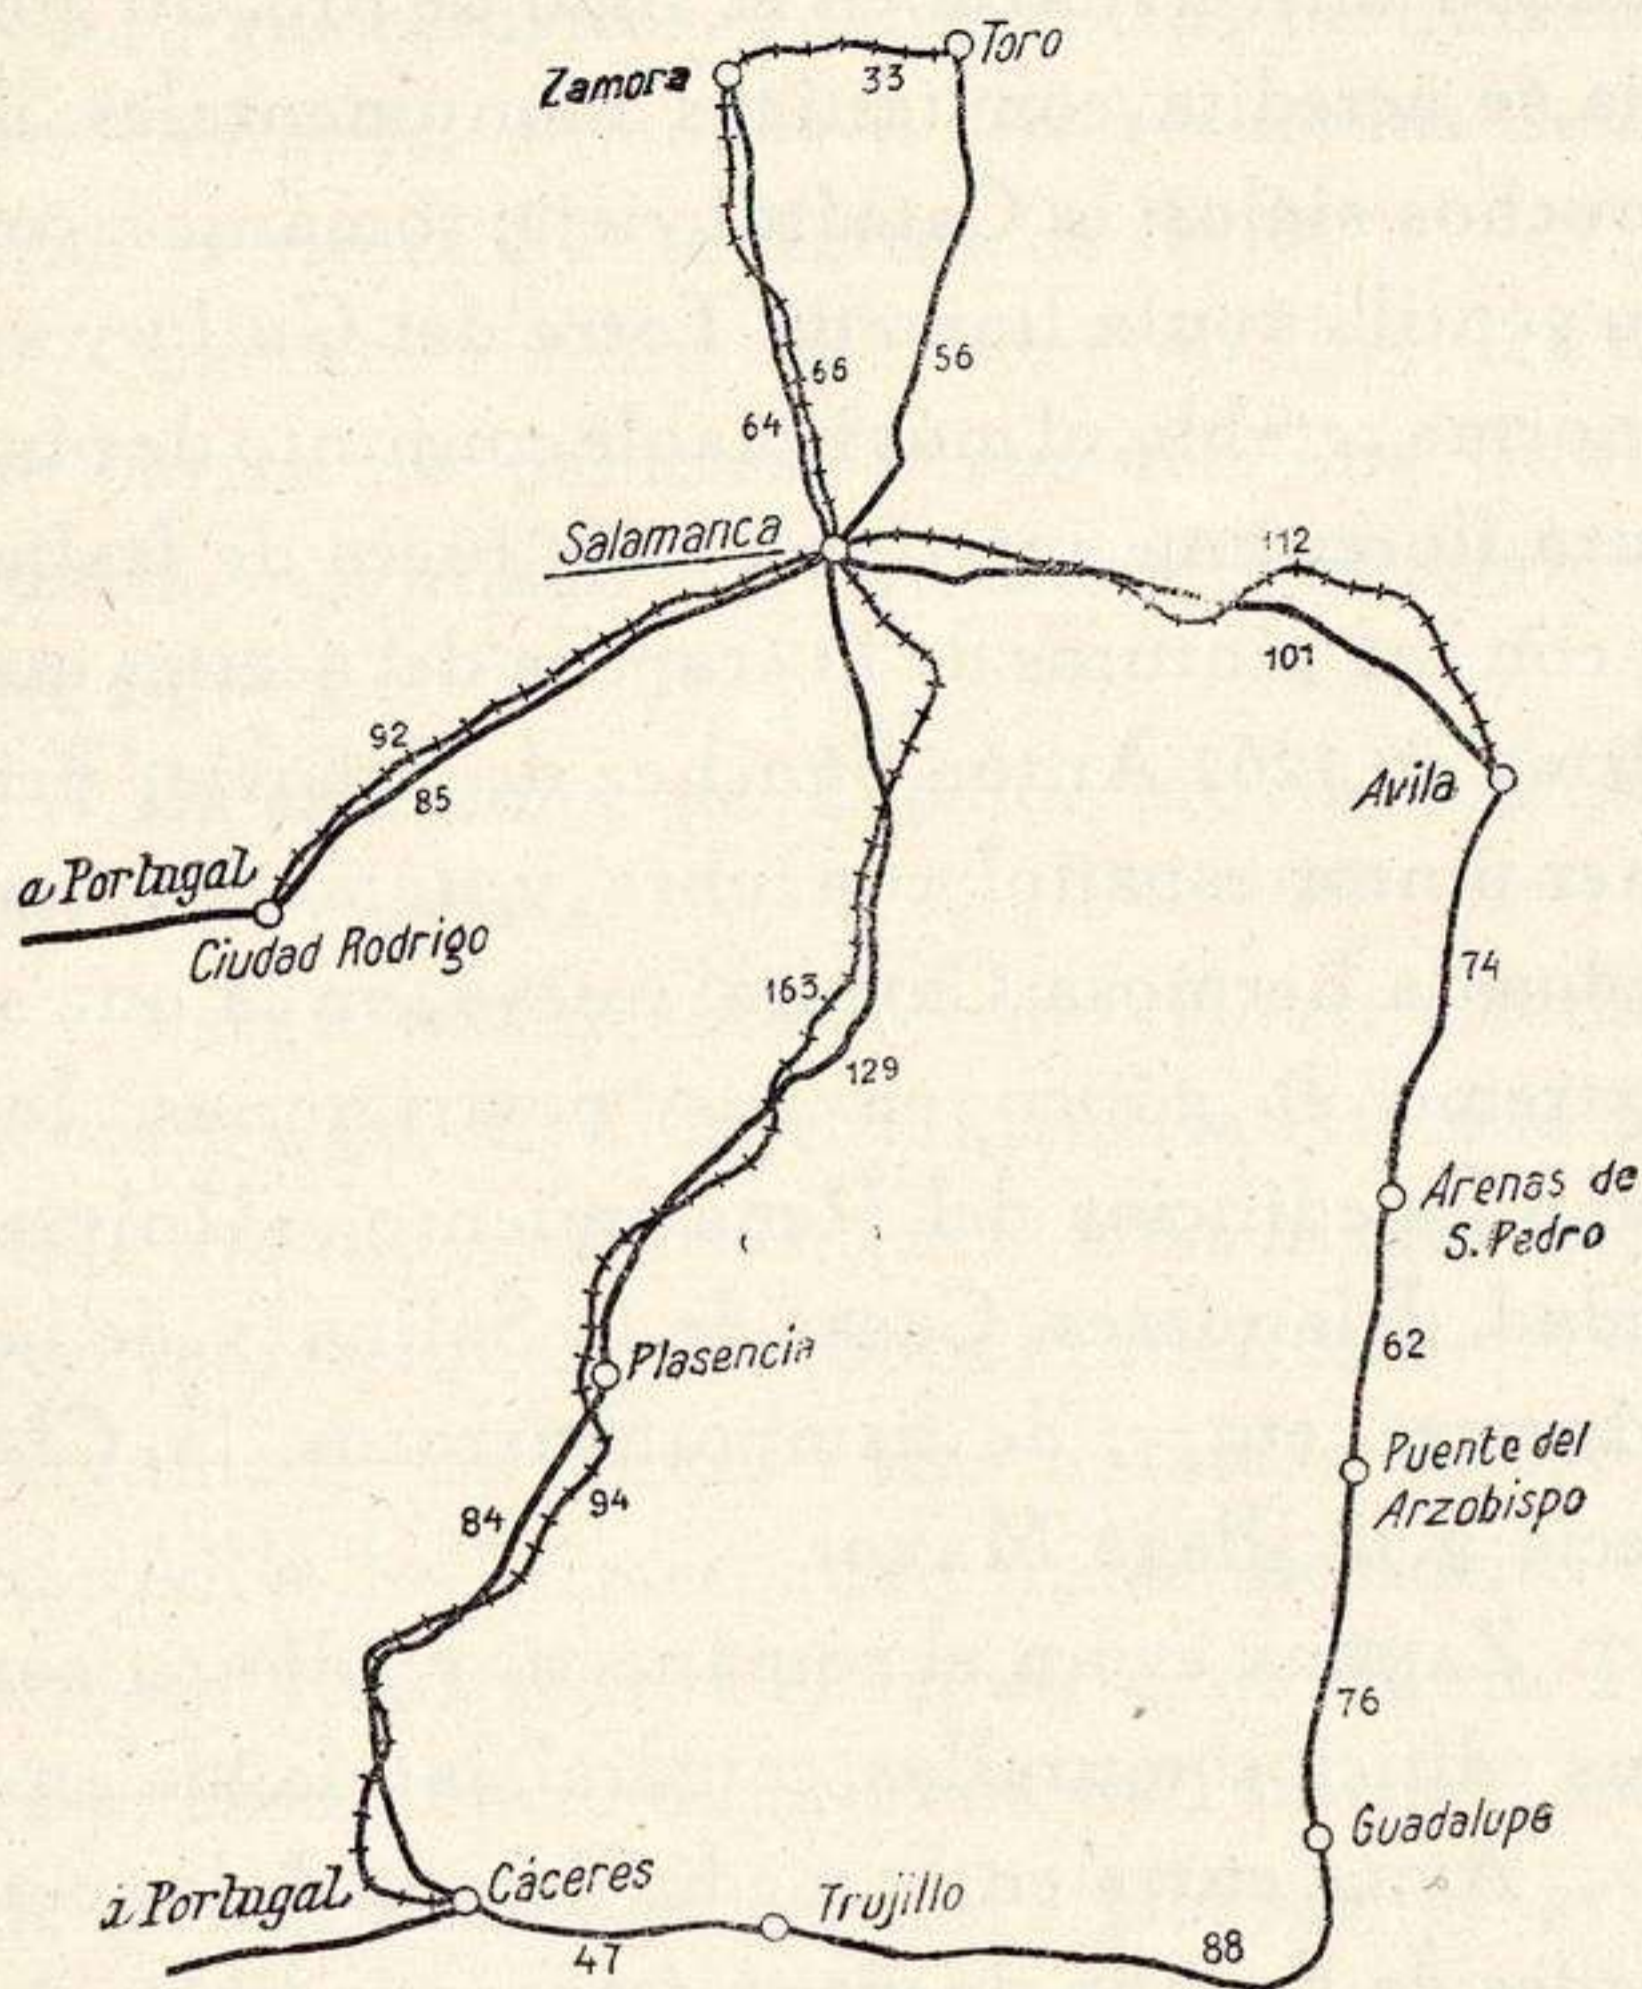 Toro
Zamora
33
66
56
64
Salamanca
112
101
92
85
Avila
a Portugal
Ciudad Rodrigo
74
163
129
Arenas de
S. Pedro
62
Plasencia
Puente del
Arzobispo
84
94
76
Guadalupe
a Portugal
Cáceres
Trujillo
47
88